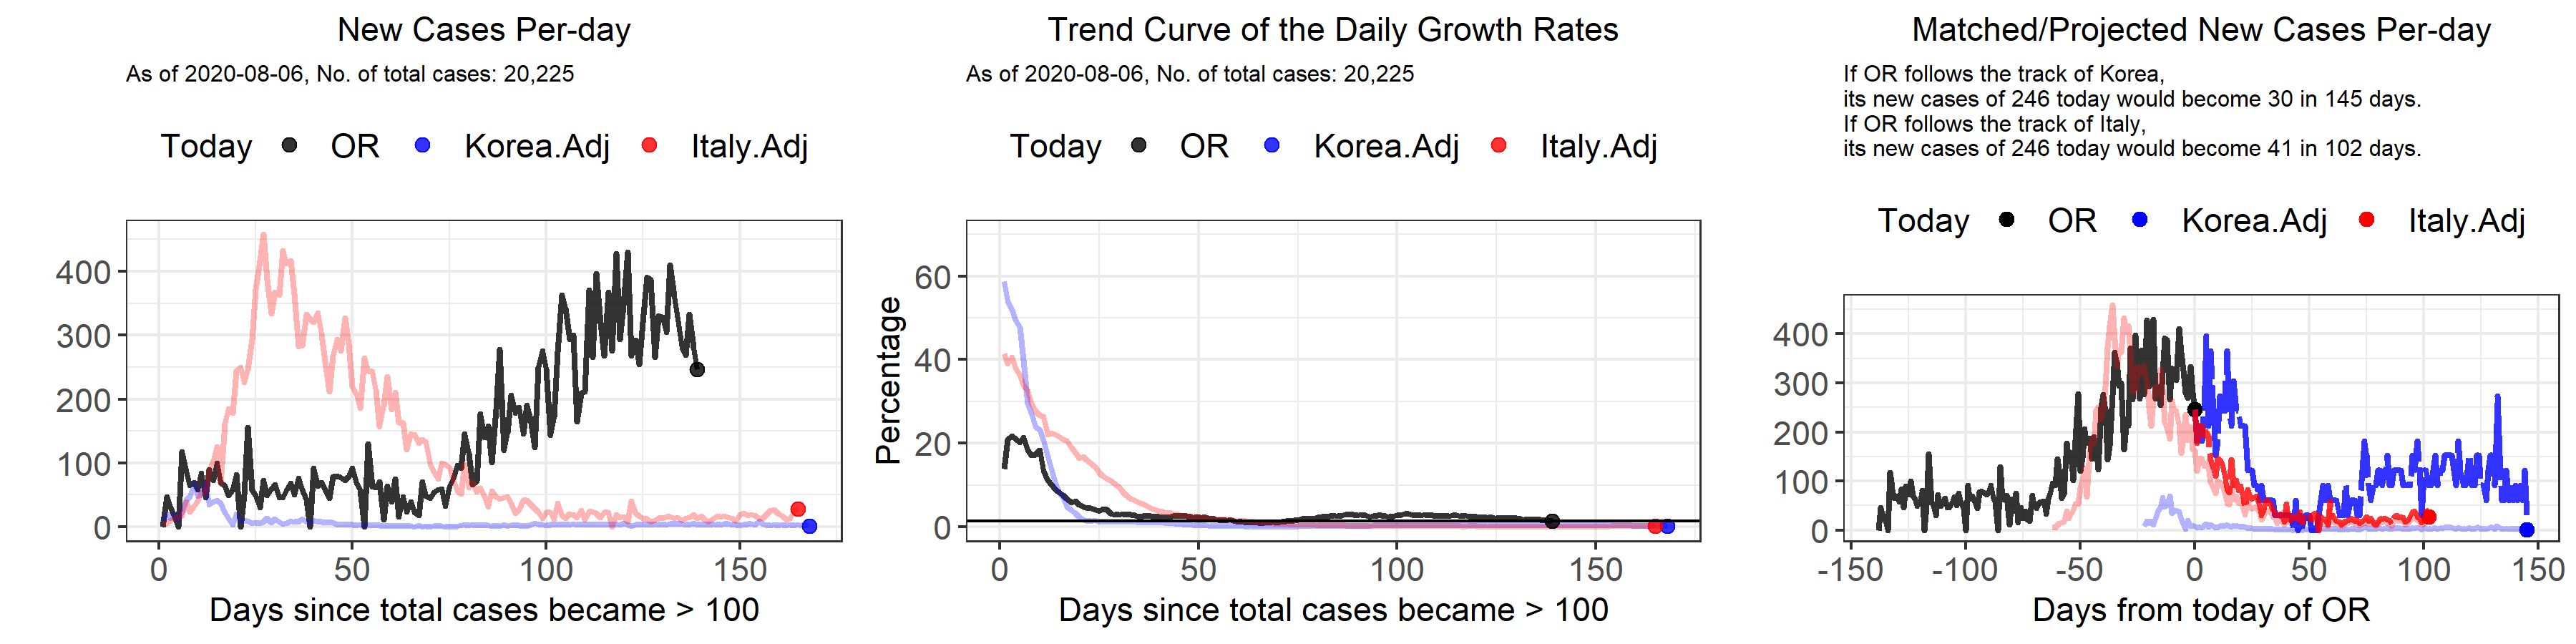 New Cases Per-day
As of 2020-08-06, No. of total cases: 20,225
Today OR Korea.Adj Italy.Adj
400
300
200
100
0
0 50 100 150
Days since total cases became > 100
Trend Curve of the Daily Growth Rates
As of 2020-08-06, No. of total cases: 20,225
Today OR Korea.Adj Italy.Adj
Percentage
60
40
20
0
0 50 100 150
Days since total cases became > 100
Matched/Projected New Cases Per-day
If OR follows the track of Korea,
its new cases of 246 today would become 30 in 145 days.
If OR follows the track of Italy,
its new cases of 246 today would become 41 in 102 days.
Today OR Korea.Adj Italy.Adj
400
300
200
100
0
-150 -100 -50 0 50 100 150
Days from today of OR